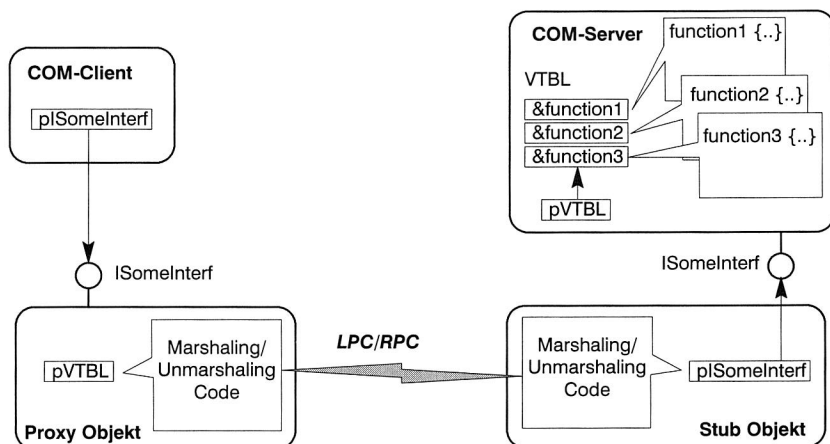 COM-Client
pISomeInterf
ISomeInterf
pVTBL
Marshaling/
Unmarshaling
Code
Proxy Objekt
LPC/RPC
COM-Server
VTBL
&function1
&function2
&function3
pVTBL
function1 {..}
function2 {..}
function3 {..}
ISomeInterf
Marshaling/
Unmarshaling
Code
pISomeInterf
Stub Objekt